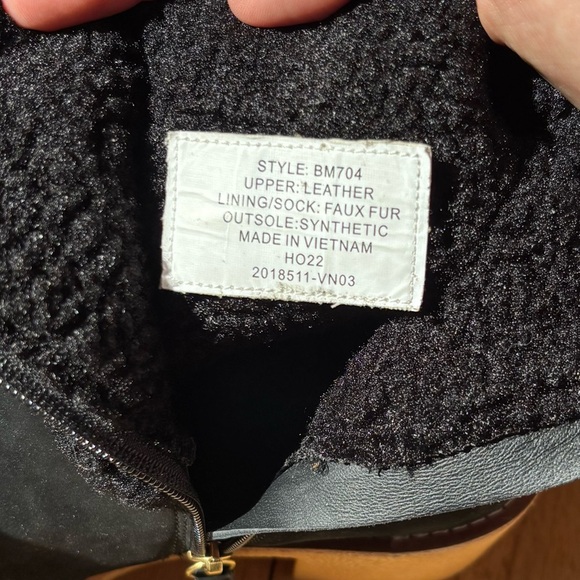 STYLE: BM704
UPPER: LEATHER
LINING/SOCK: FAUX FUR
OUTSOLE:SYNTHETIC
MADE IN VIETNAM
HO22
2018511-VN03